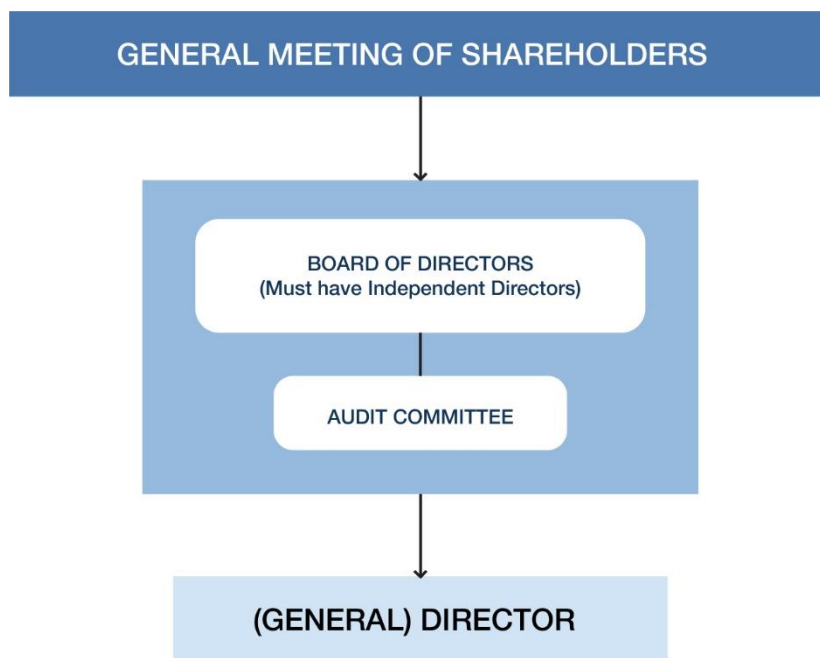 GENERAL MEETING OF SHAREHOLDERS
BOARD OF DIRECTORS
(Must have Independent Directors)
AUDIT COMMITTEE
(GENERAL) DIRECTOR